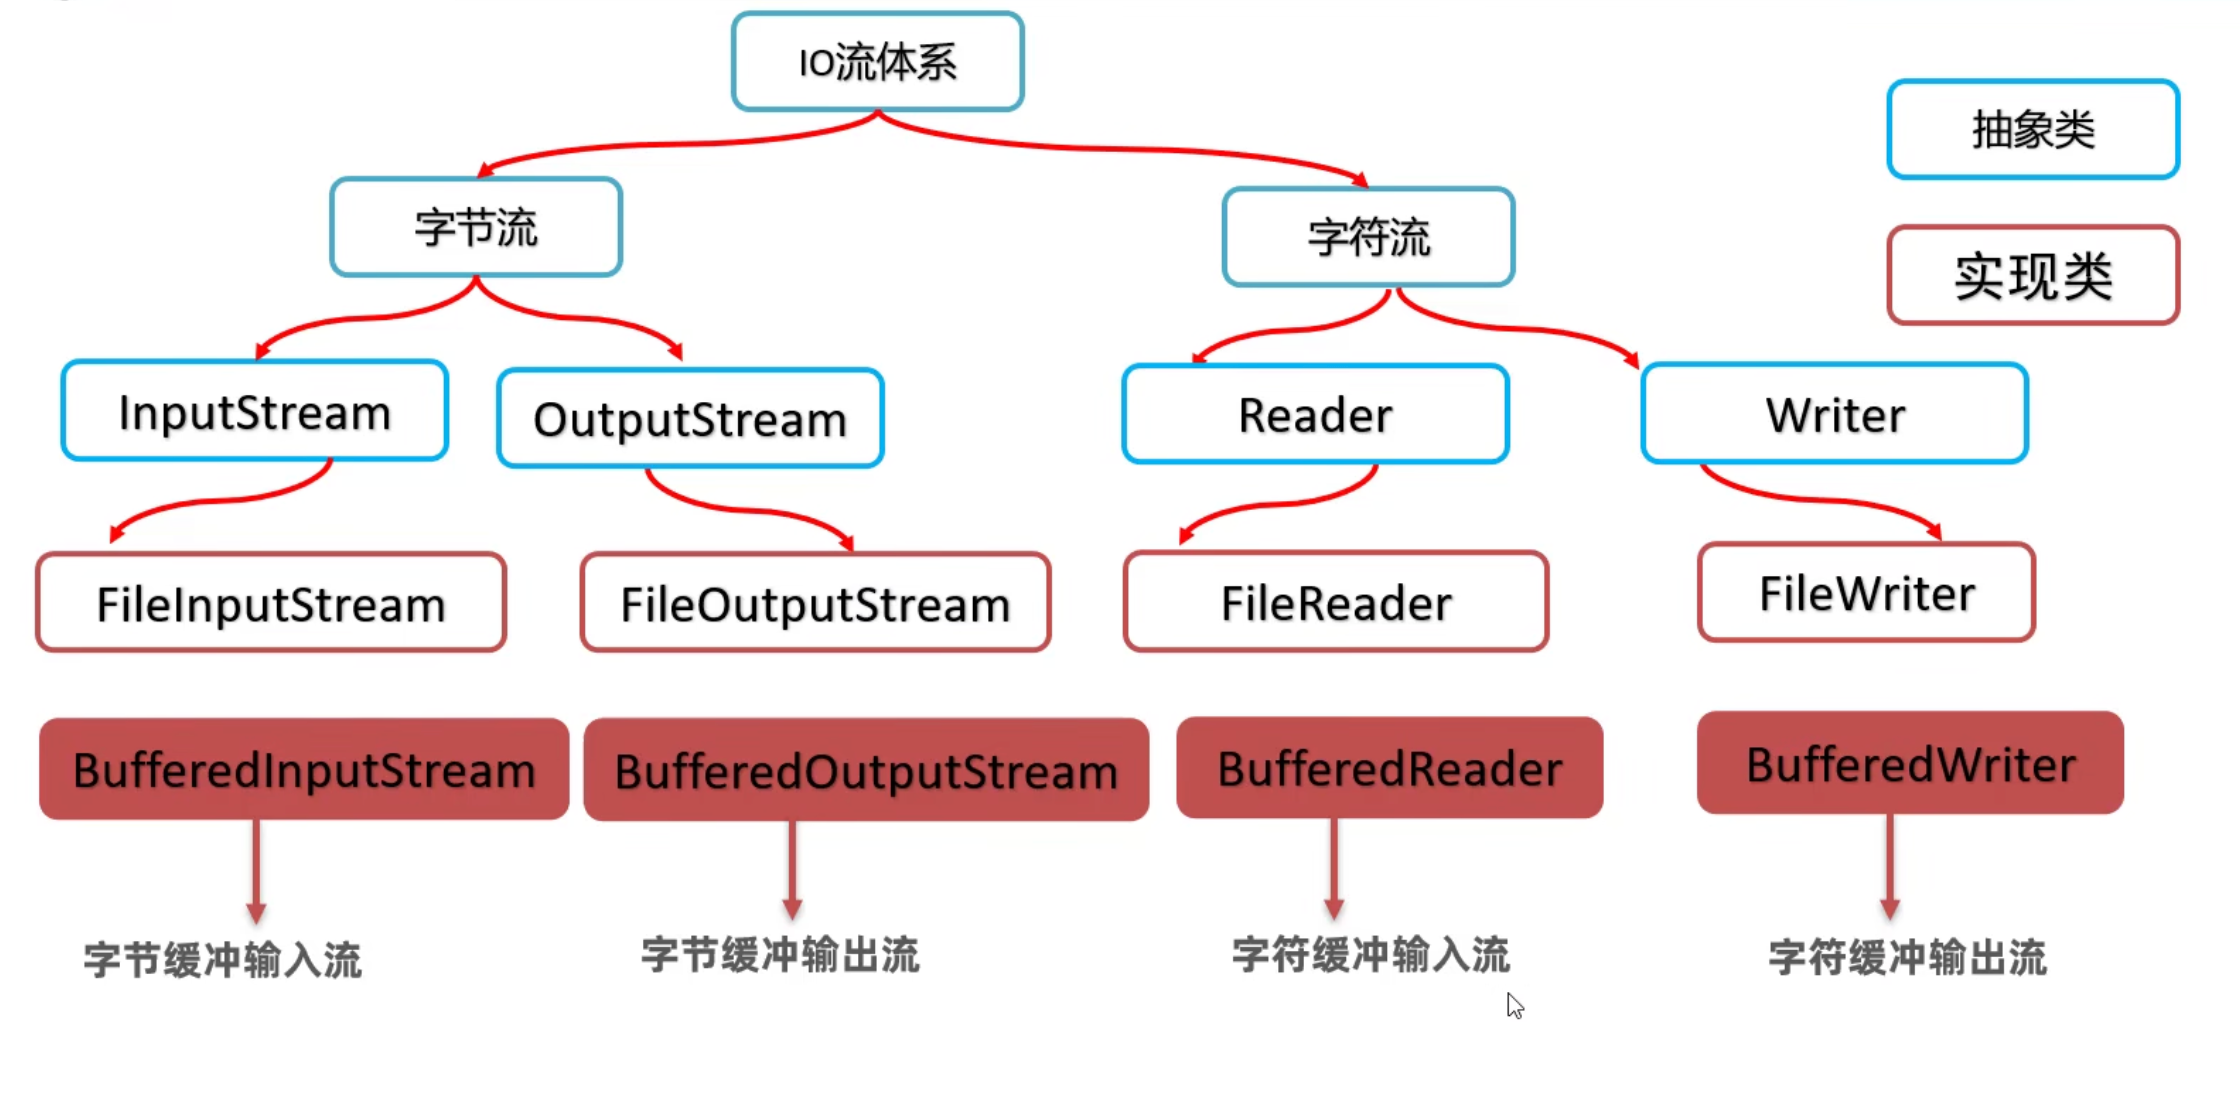 IO流体系
抽象类
字节流
字符流
实现类
InputStream
OutputStream
Reader
Writer
FileInputStream
FileOutputStream
FileReader
FileWriter
BufferedInputStream
BufferedOutputStream
BufferedReader
BufferedWriter
字节缓冲输入流
字节缓冲输出流
字符缓冲输入流
字符缓冲输出流